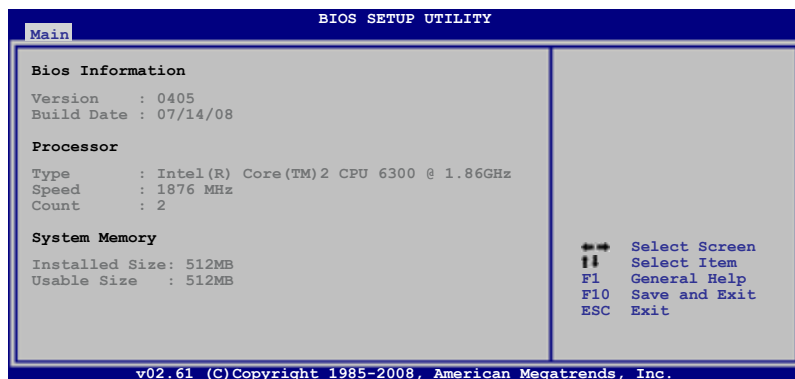 BIOS SETUP UTILITY
Main
Bios Information
Version : 0405
Build Date : 07/14/08
Processor
Type : Intel(R) Core(TM)2 CPU 6300 @ 1.86GHz
Speed : 1876 MHz
Count : 2
System Memory
Installed Size: 512MB
Usable Size : 512MB
←→ Select Screen
↑↓ Select Item
F1 General Help
F10 Save and Exit
ESC Exit
v02.61 (C)Copyright 1985-2008, American Megatrends, Inc.